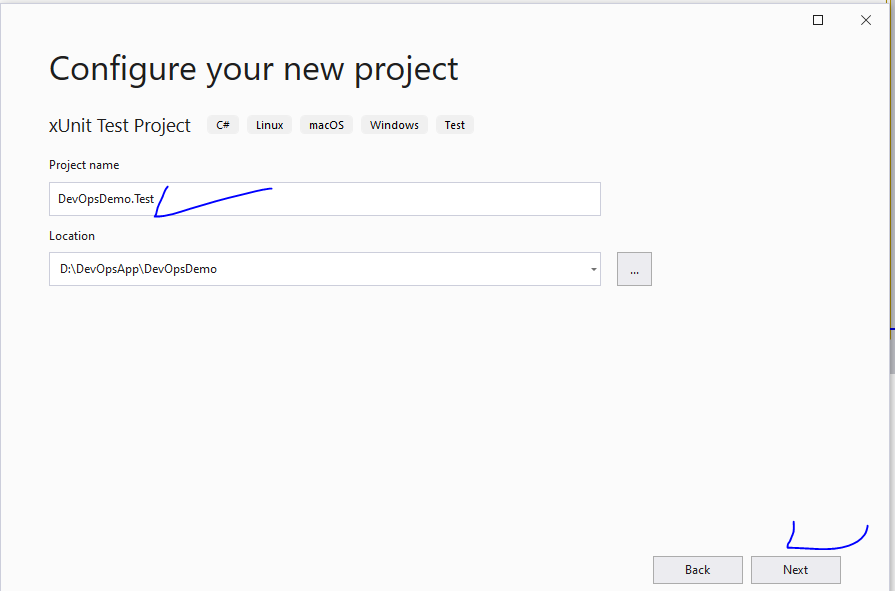 Configure your new project
xUnit Test Project C# Linux macOS Windows Test
Project name
DevOpsDemo.Test
Location
D:\DevOpsApp\DevOpsDemo
...
Back Next